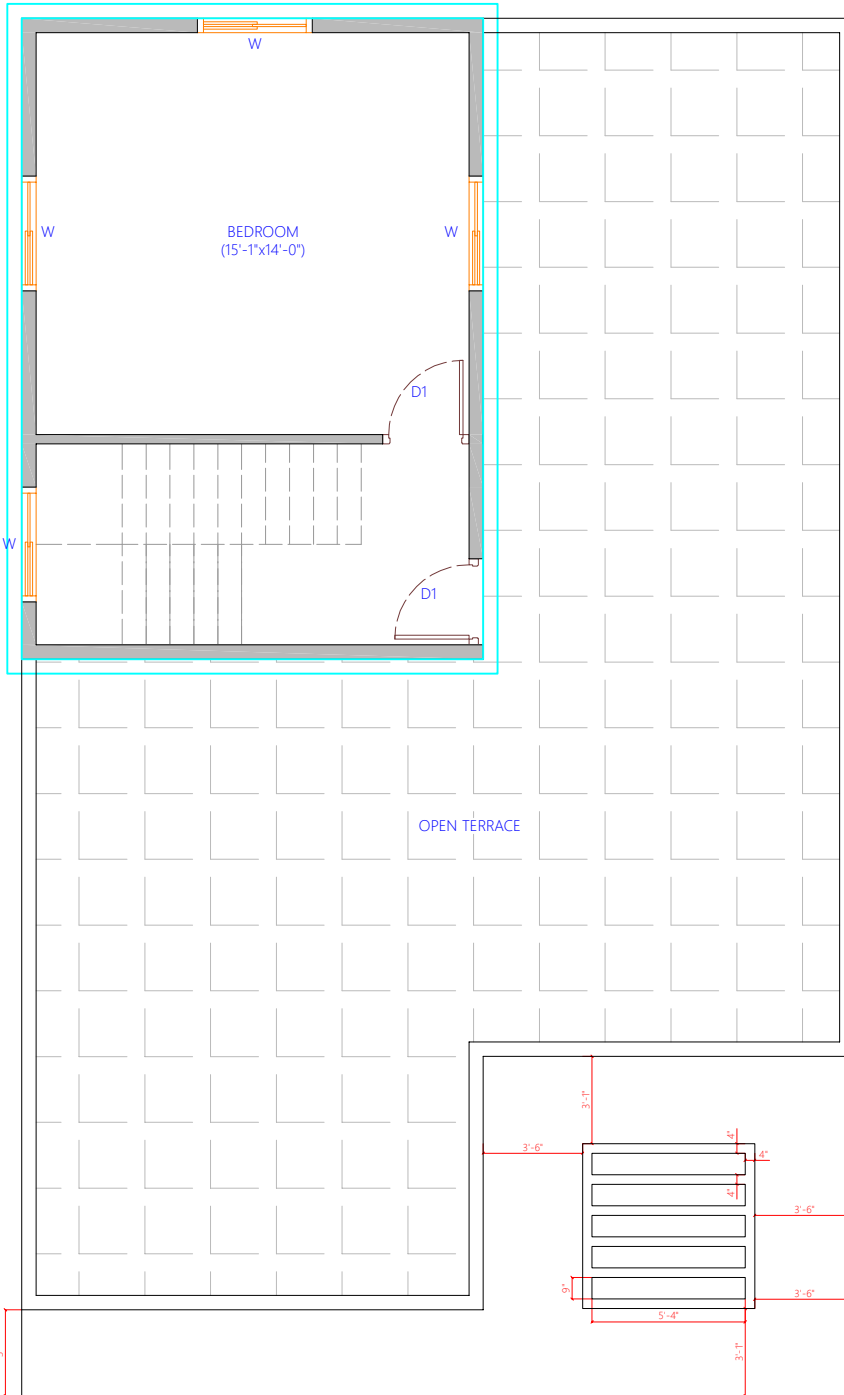 W
W
BEDROOM
(15'-1"x14'-0")
W
D1
W
D1
OPEN TERRACE
3'-1"
4"
3'-6"
4"
4"
3'-6"
9"
3'-6"
5'-4"
3'-1"